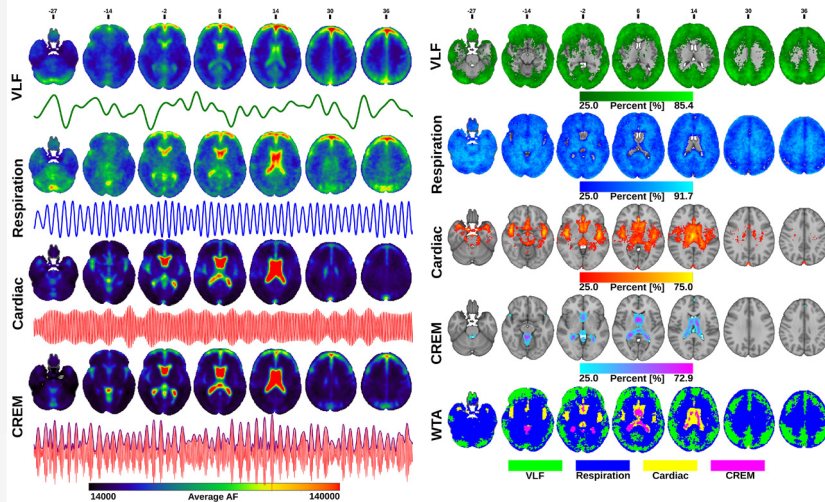 -27 -14 -2 6 14 30 36
VLF
Respiration
Cardiac
CREM
14000 Average AF 140000
-27 -14 -2 6 14 30 36
VLF
25.0 Percent [%] 85.4
Respiration
25.0 Percent [%] 91.7
Cardiac
25.0 Percent [%] 75.0
CREM
25.0 Percent [%] 72.9
WTA
VLF Respiration Cardiac CREM